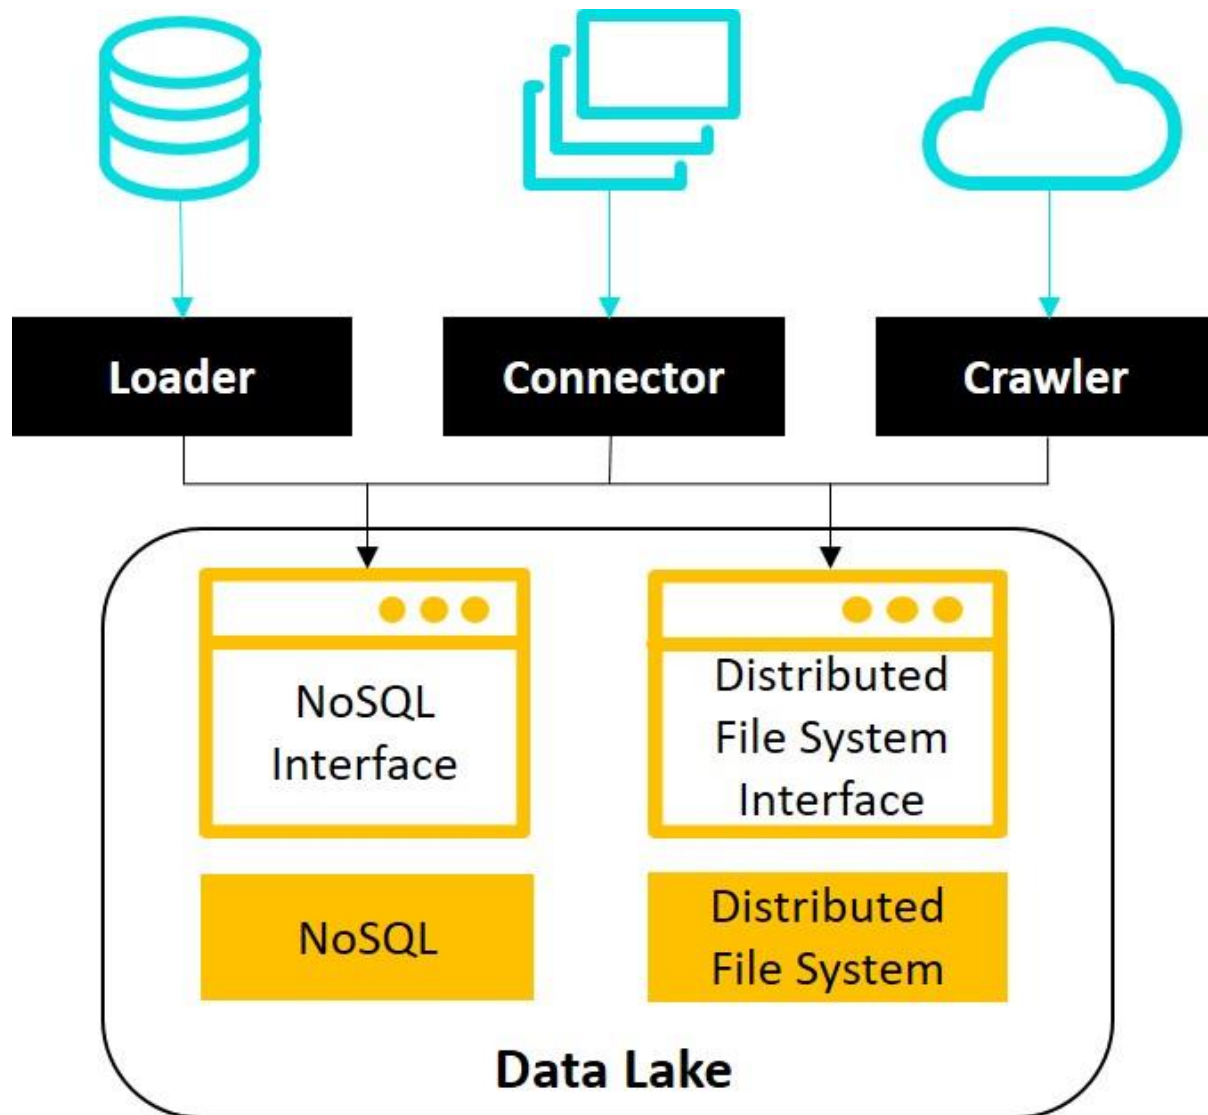 Loader
Connector
Crawler
NoSQL
Interface
Distributed
File System
Interface
NoSQL
Distributed
File System
Data Lake